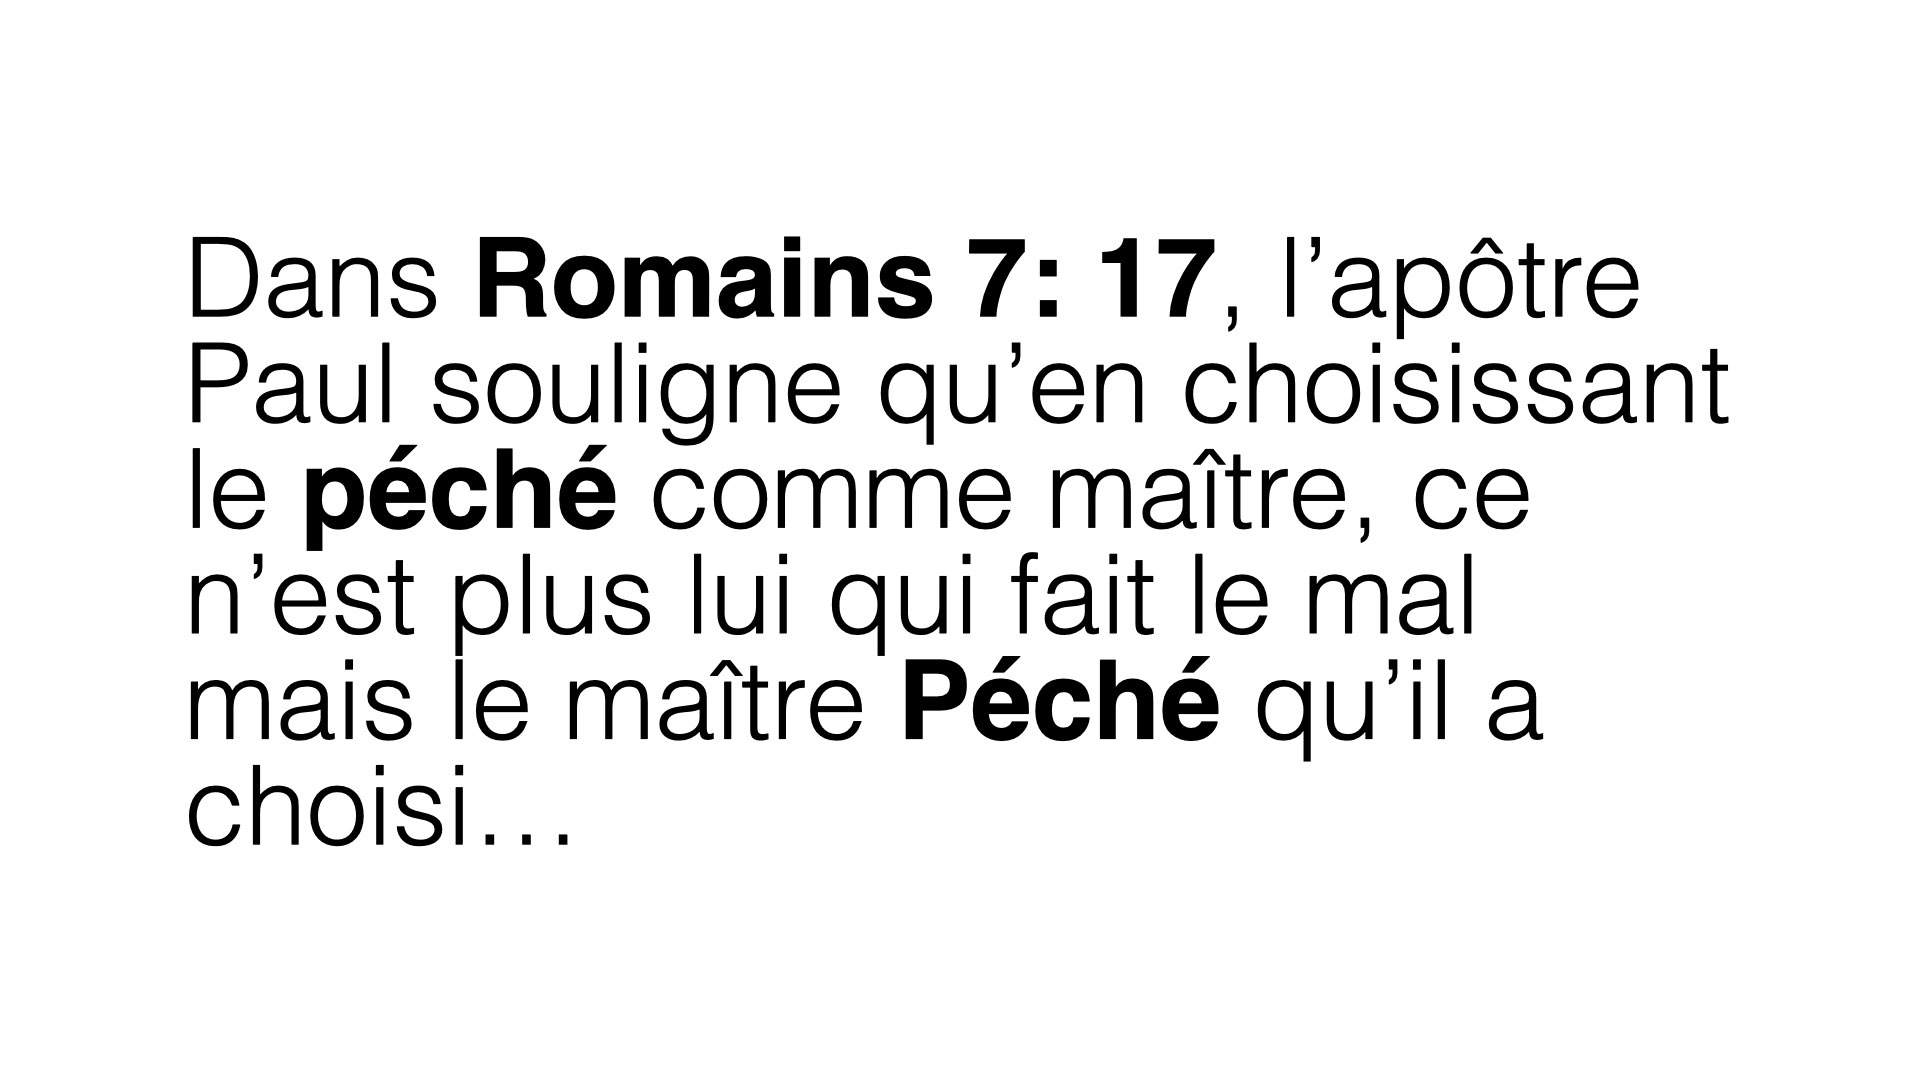 Dans Romains 7: 17, l’apôtre
Paul souligne qu’en choisissant
le péché comme maître, ce
n’est plus lui qui fait le mal
mais le maître Péché qu’il a
choisi…